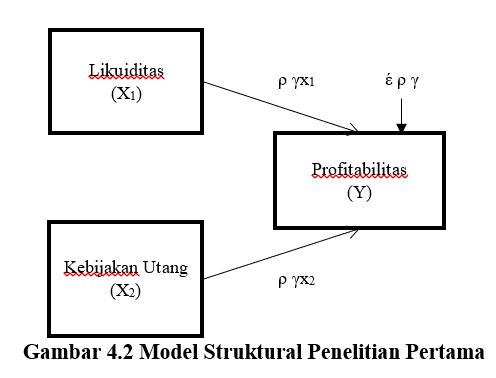 Likuiditas
(X₁)
ρ γx₁
έ ρ γ
Profitabilitas
(Y)
Kebijakan Utang
(X₂)
ρ γx₂
Gambar 4.2 Model Struktural Penelitian Pertama